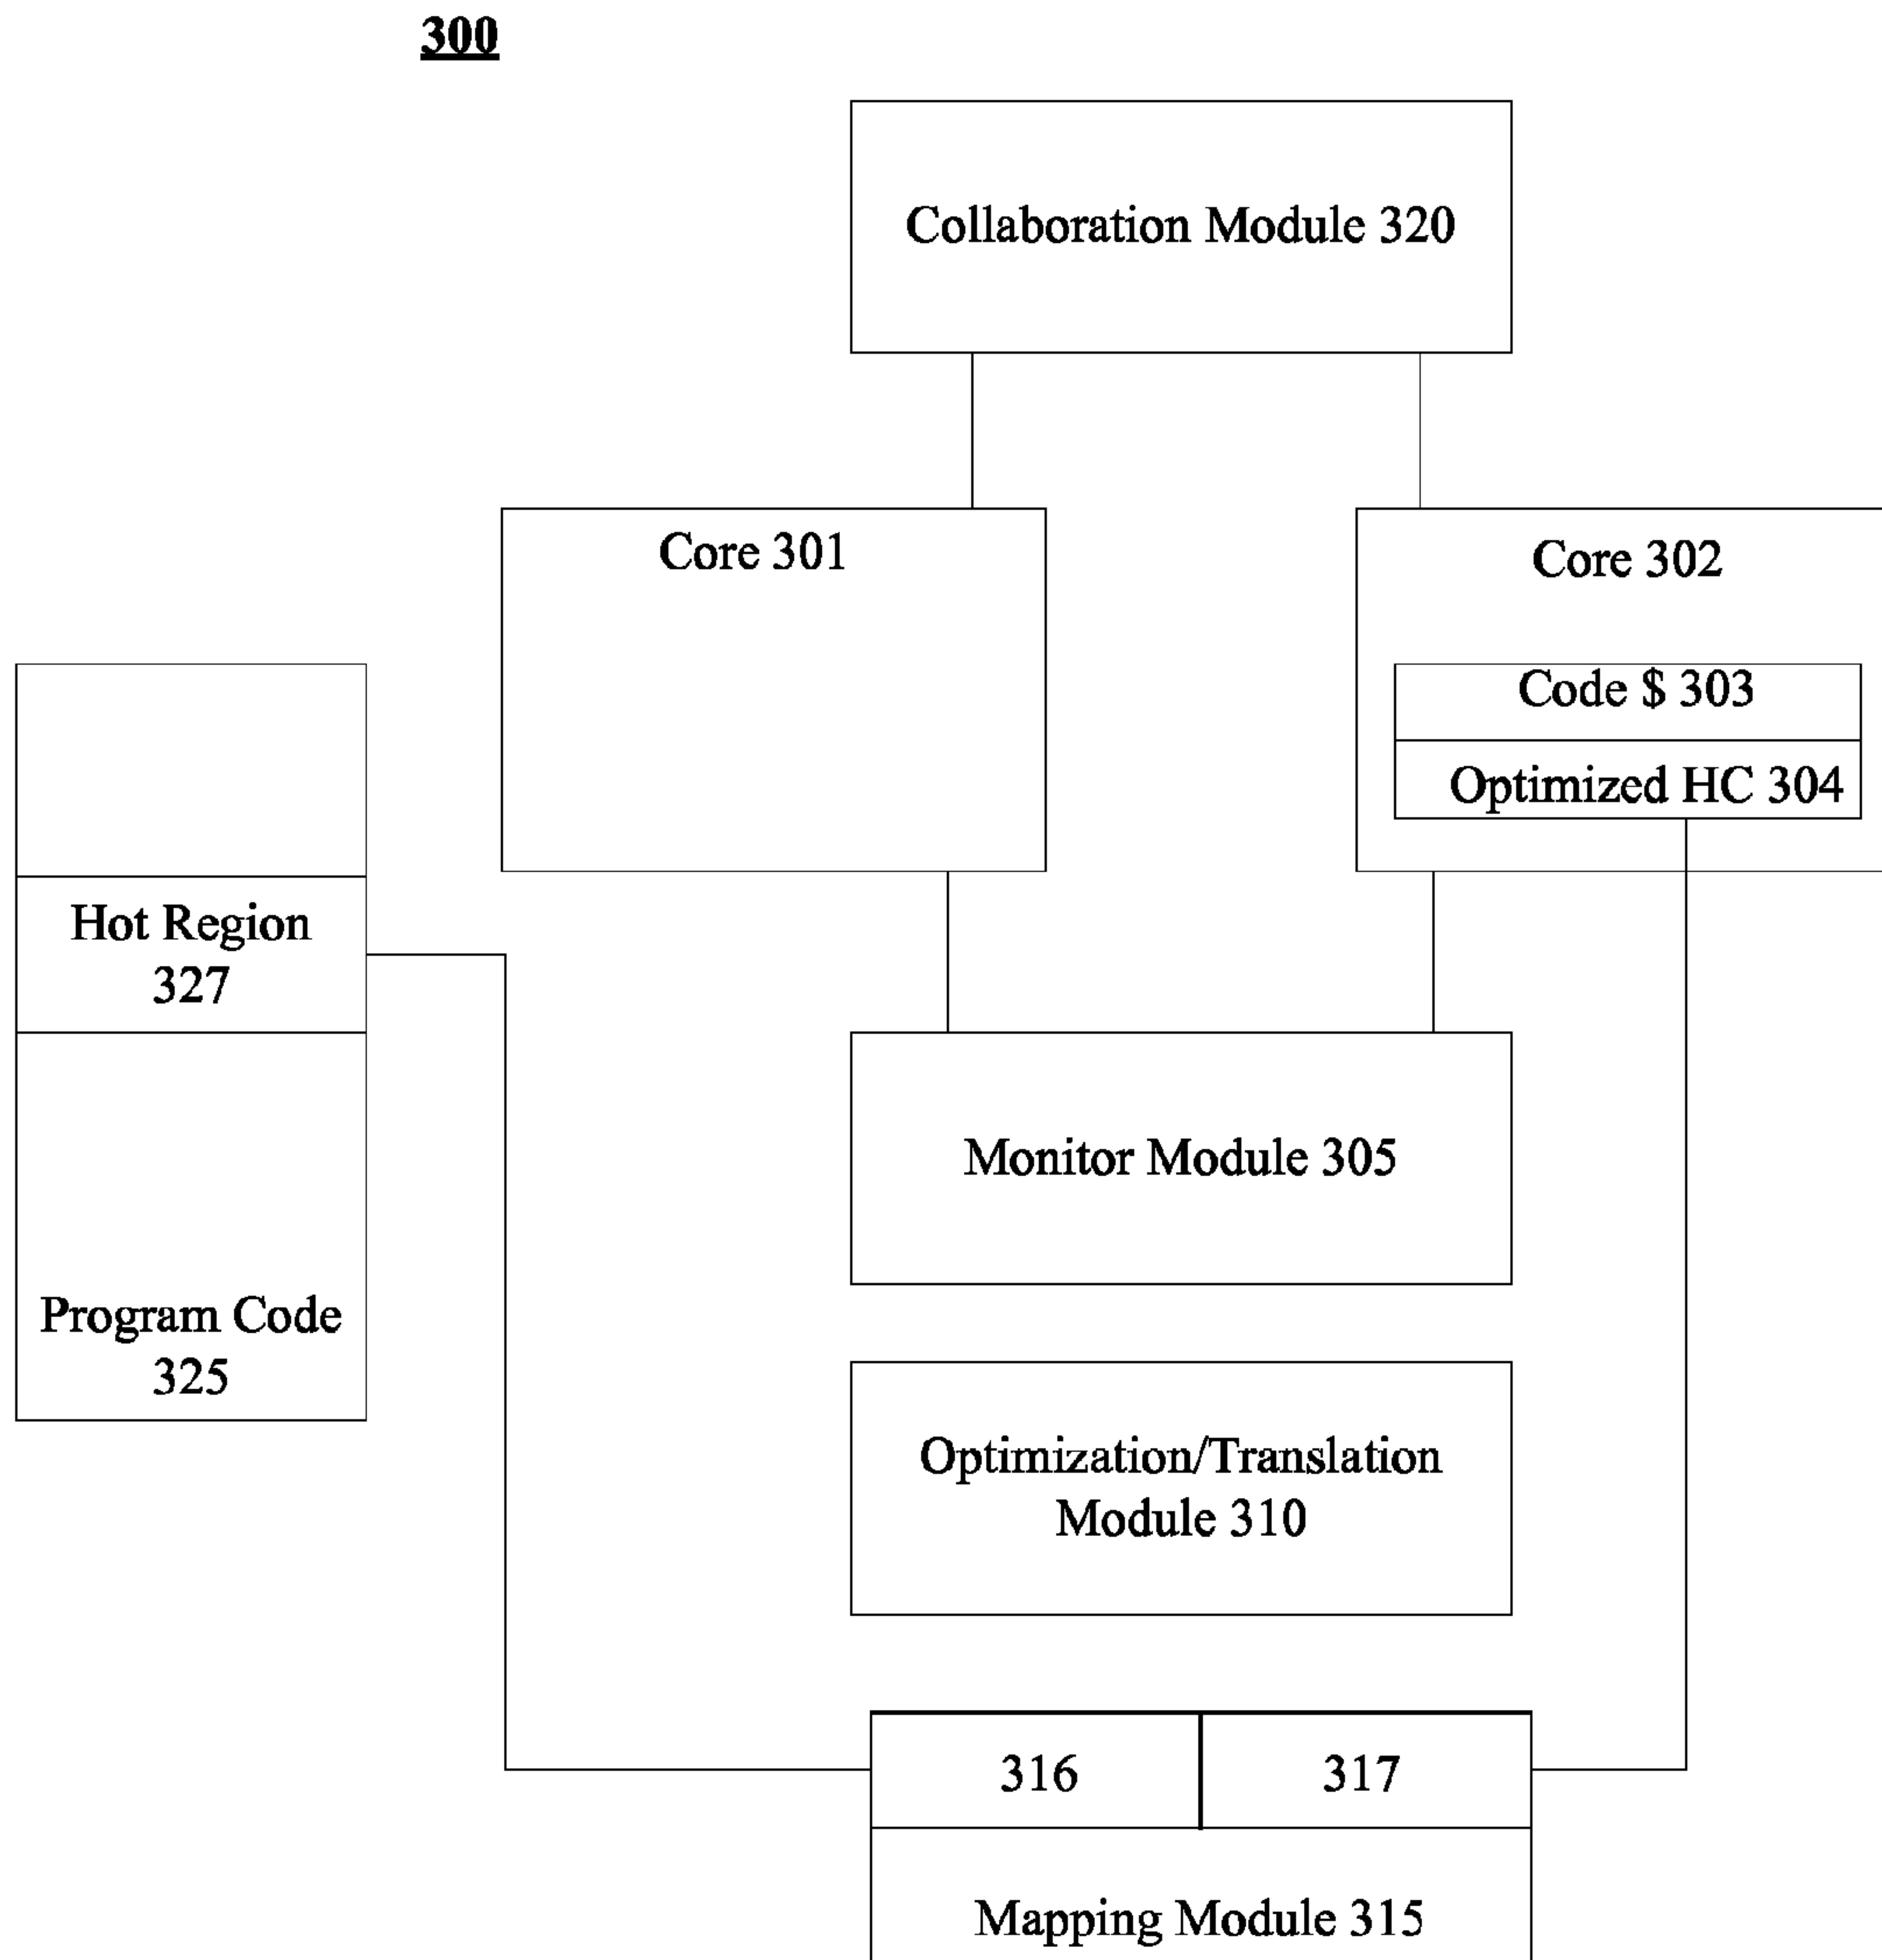 300
Collaboration Module 320
Core 301
Core 302
Code $ 303
Optimized HC 304
Hot Region
327
Monitor Module 305
Program Code
325
Optimization/Translation
Module 310
316
317
Mapping Module 315